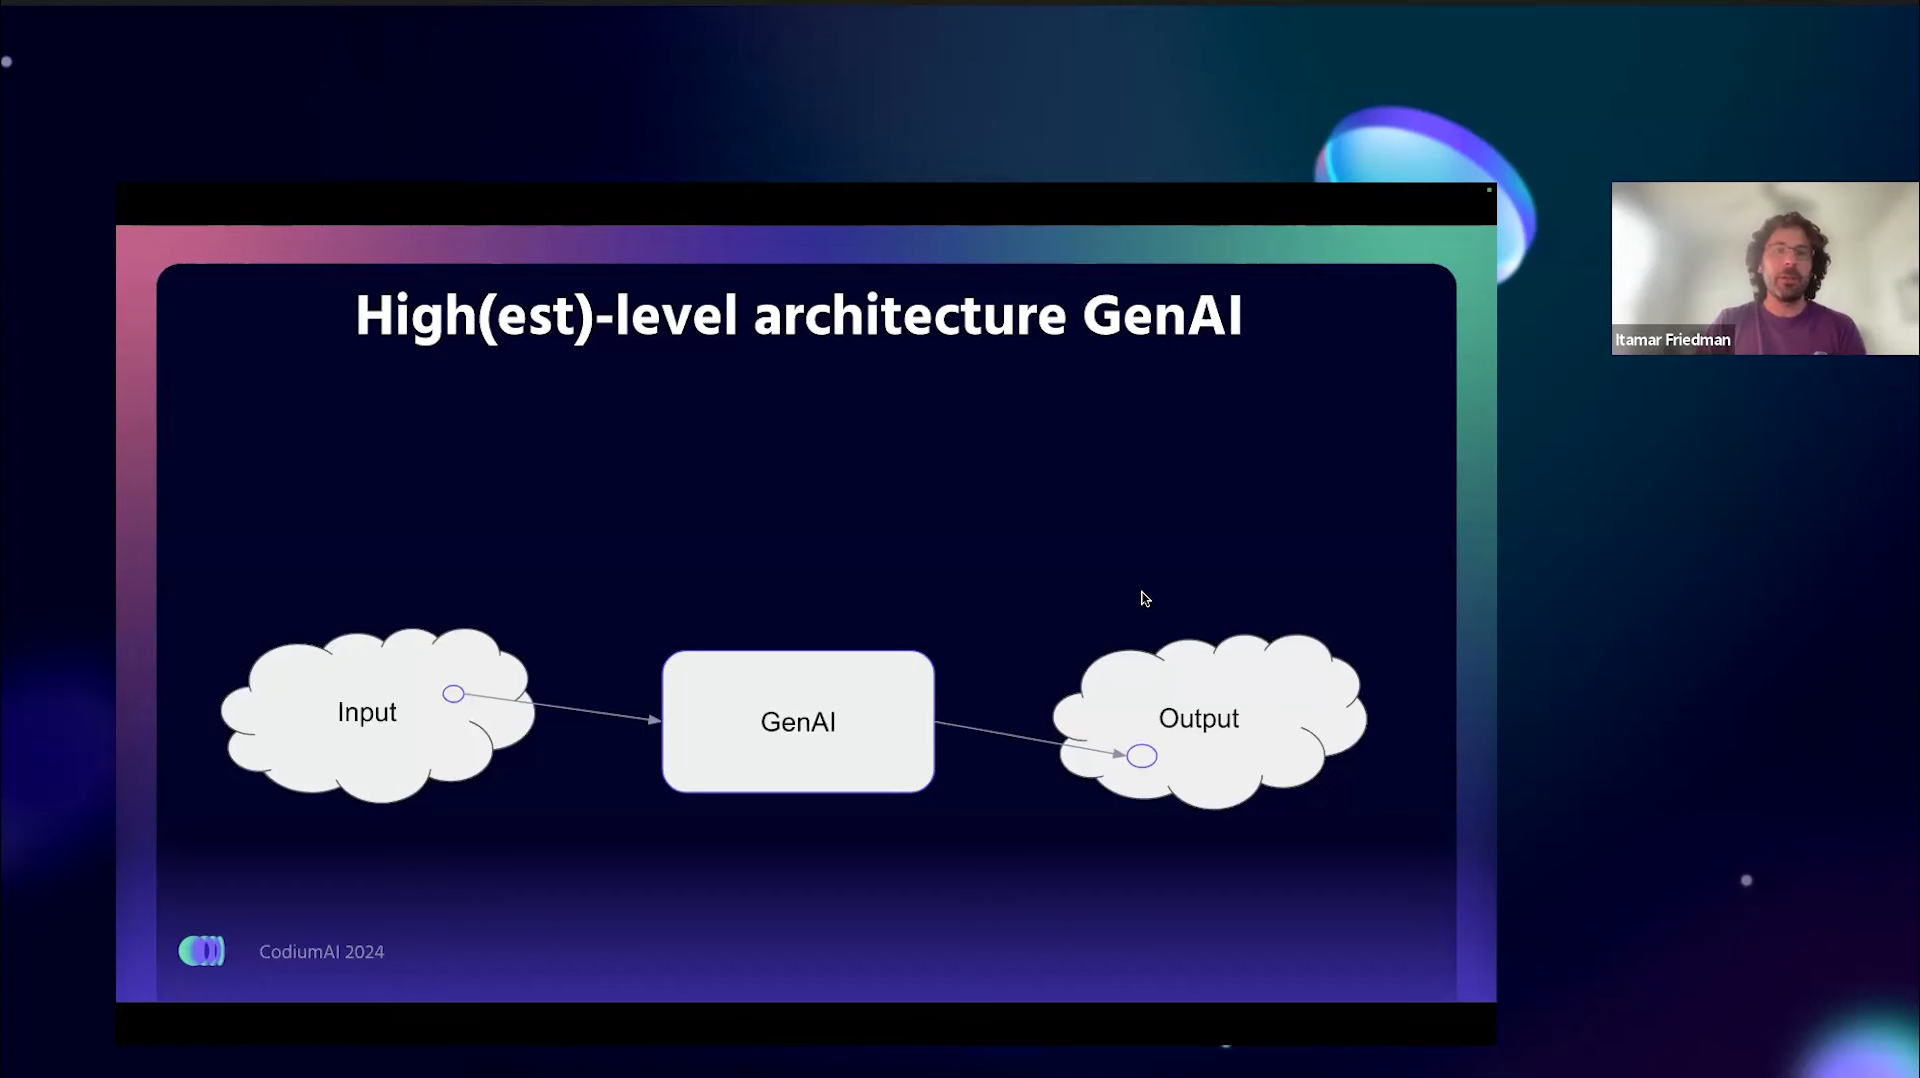 High(est)-level architecture GenAI
Itamar Friedman
Input
GenAI
Output
CodiumAI 2024